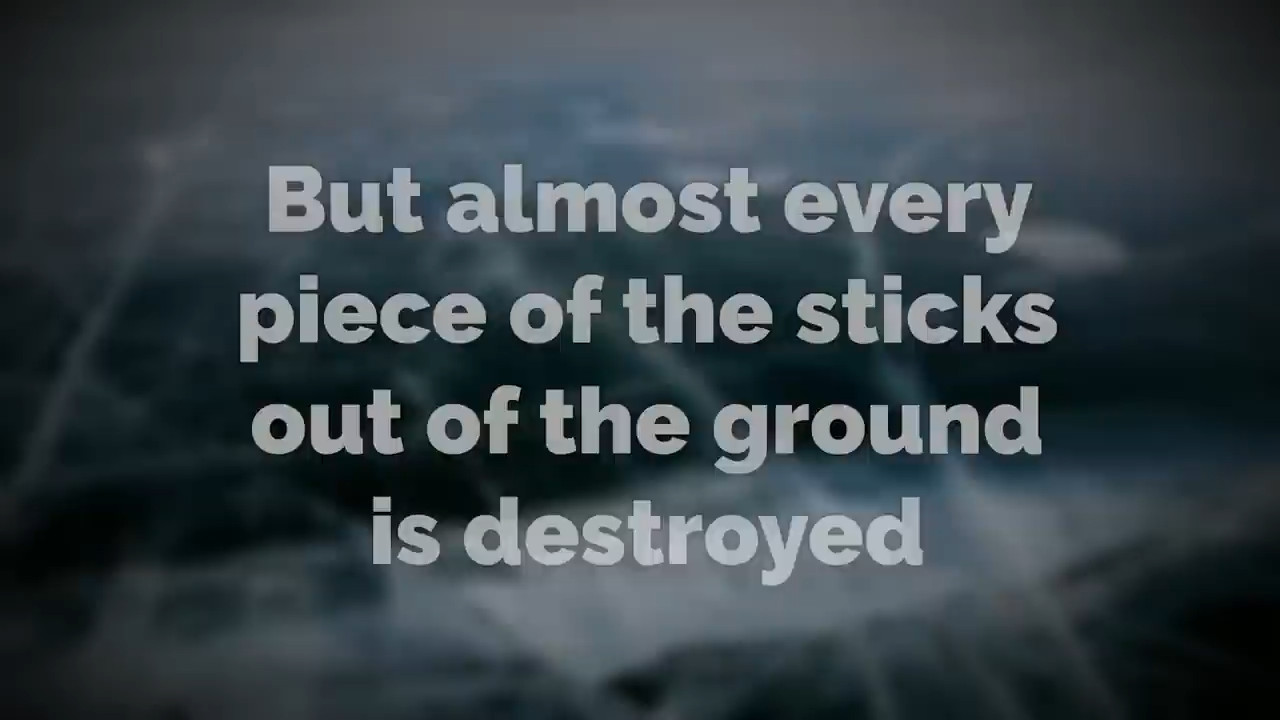 But almost every
piece of the sticks
out of the ground
is destroyed